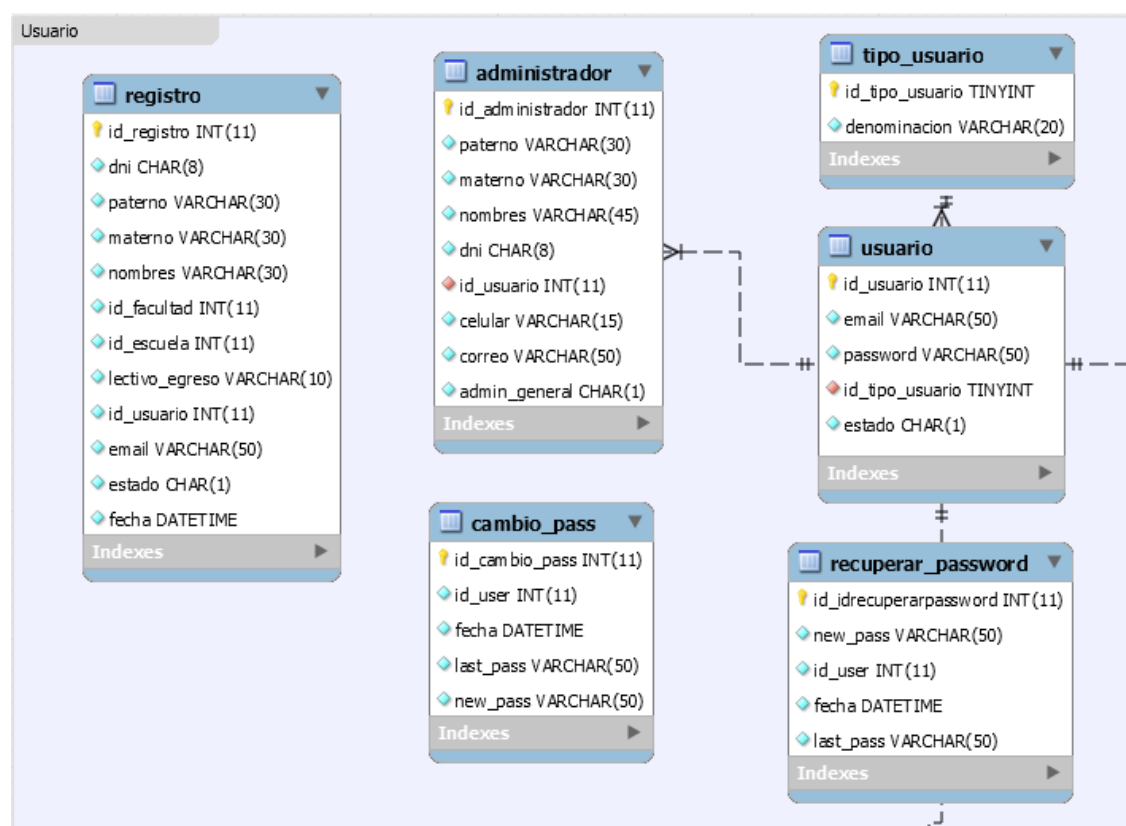 Usuario
registro
id_registro INT(11)
dni CHAR(8)
paterno VARCHAR(30)
materno VARCHAR(30)
nombres VARCHAR(30)
id_facultad INT(11)
id_escuela INT(11)
lectivo_egreso VARCHAR(10)
id_usuario INT(11)
email VARCHAR(50)
estado CHAR(1)
fecha DATETIME
Indexes
administrador
id_administrador INT(11)
paterno VARCHAR(30)
materno VARCHAR(30)
nombres VARCHAR(45)
dni CHAR(8)
id_usuario INT(11)
celular VARCHAR(15)
correo VARCHAR(50)
admin_general CHAR(1)
Indexes
cambio_pass
id_cambio_pass INT(11)
id_user INT(11)
fecha DATETIME
last_pass VARCHAR(50)
new_pass VARCHAR(50)
Indexes
tipo_usuario
id_tipo_usuario TINYINT
denominacion VARCHAR(20)
Indexes
usuario
id_usuario INT(11)
email VARCHAR(50)
password VARCHAR(50)
id_tipo_usuario TINYINT
estado CHAR(1)
Indexes
recuperar_password
id_idrecuperarpassword INT(11)
new_pass VARCHAR(50)
id_user INT(11)
fecha DATETIME
last_pass VARCHAR(50)
Indexes